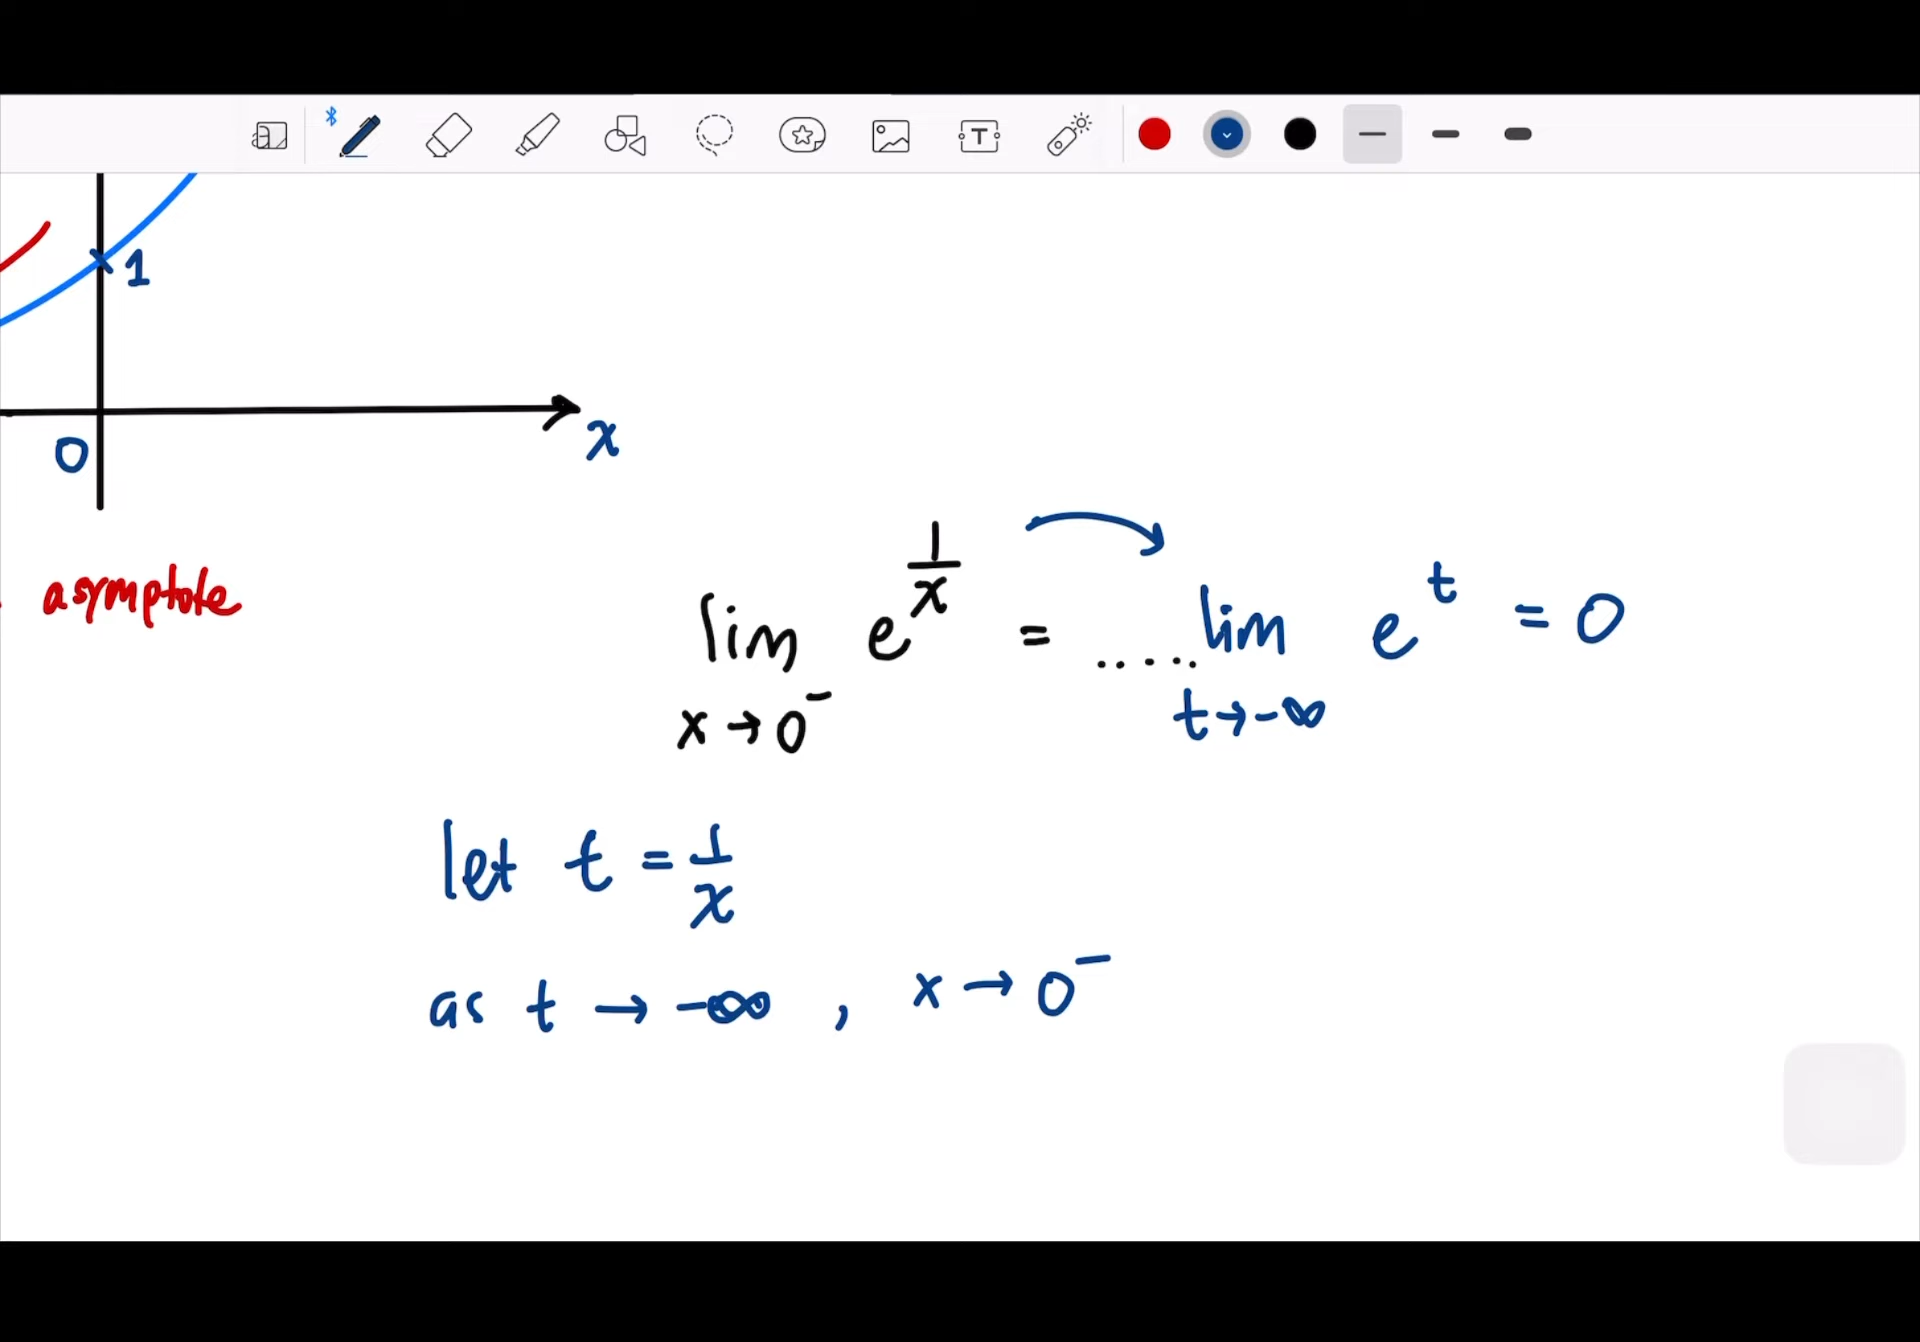 1
0
x
asymptote
lim x→0⁻ e^(1/x) = ..... lim t→-∞ e^t = 0
let t = 1/x
as t → -∞ , x → 0⁻